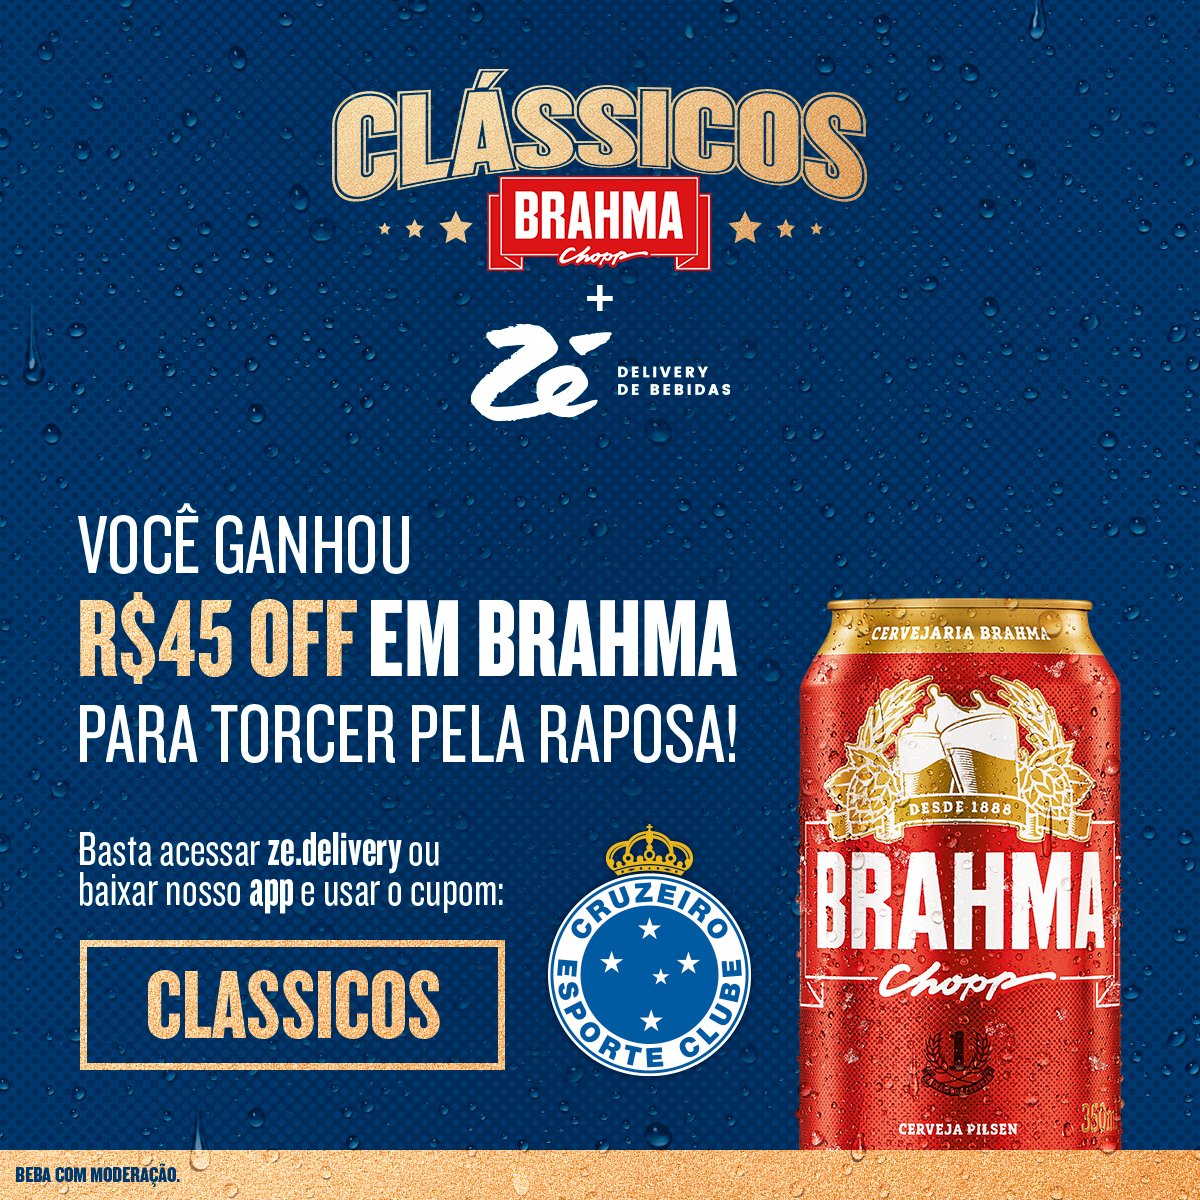 CLÁSSICOS
BRAHMA
Chopp
+
Zé DELIVERY
DE BEBIDAS
VOCÊ GANHOU
R$45 OFF EM BRAHMA
PARA TORCER PELA RAPOSA!
Basta acessar ze.delivery ou
baixar nosso app e usar o cupom:
CLASSICOS
CRUZEIRO
ESPORTE CLUBE
CERVEJARIA BRAHMA
DESDE 1888
BRAHMA
Chopp
1
CERVEJA PILSEN
BEBA COM MODERAÇÃO.